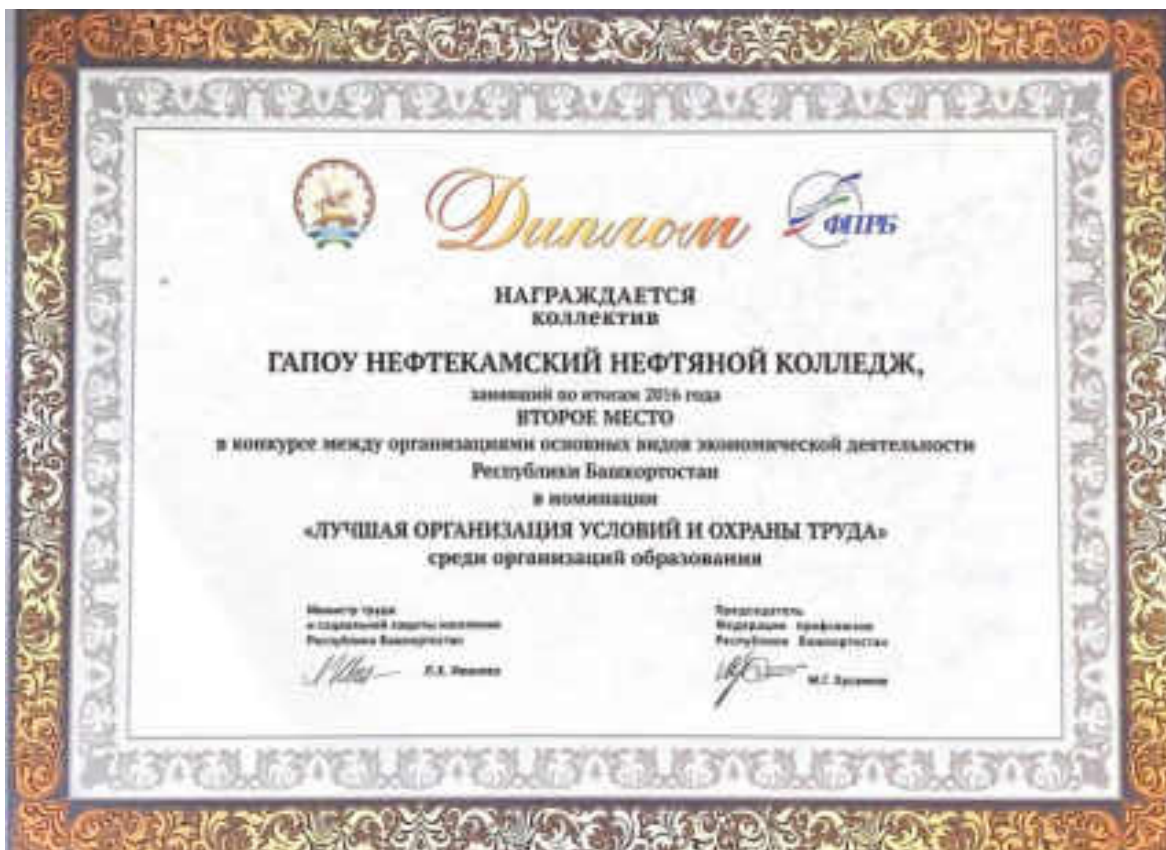 Диплом
ФПРБ
НАГРАЖДАЕТСЯ
коллектив
ГАПОУ НЕФТЕКАМСКИЙ НЕФТЯНОЙ КОЛЛЕДЖ,
занявший по итогам 2016 года
ВТОРОЕ МЕСТО
в конкурсе между организациями основных видов экономической деятельности
Республики Башкортостан
в номинации
«ЛУЧШАЯ ОРГАНИЗАЦИЯ УСЛОВИЙ И ОХРАНЫ ТРУДА»
среди организаций образования
Министр труда
и социальной защиты населения
Республики Башкортостан
Л.Х. Иванова
Председатель
Федерации профсоюзов
Республики Башкортостан
М.Г.